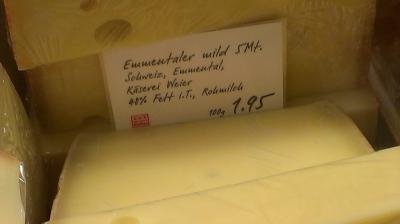 Emmentaler mild 5Mt.
Schweiz, Emmental,
Käserei Weier
48% Fett i.T., Rohmilch
100g 1.95